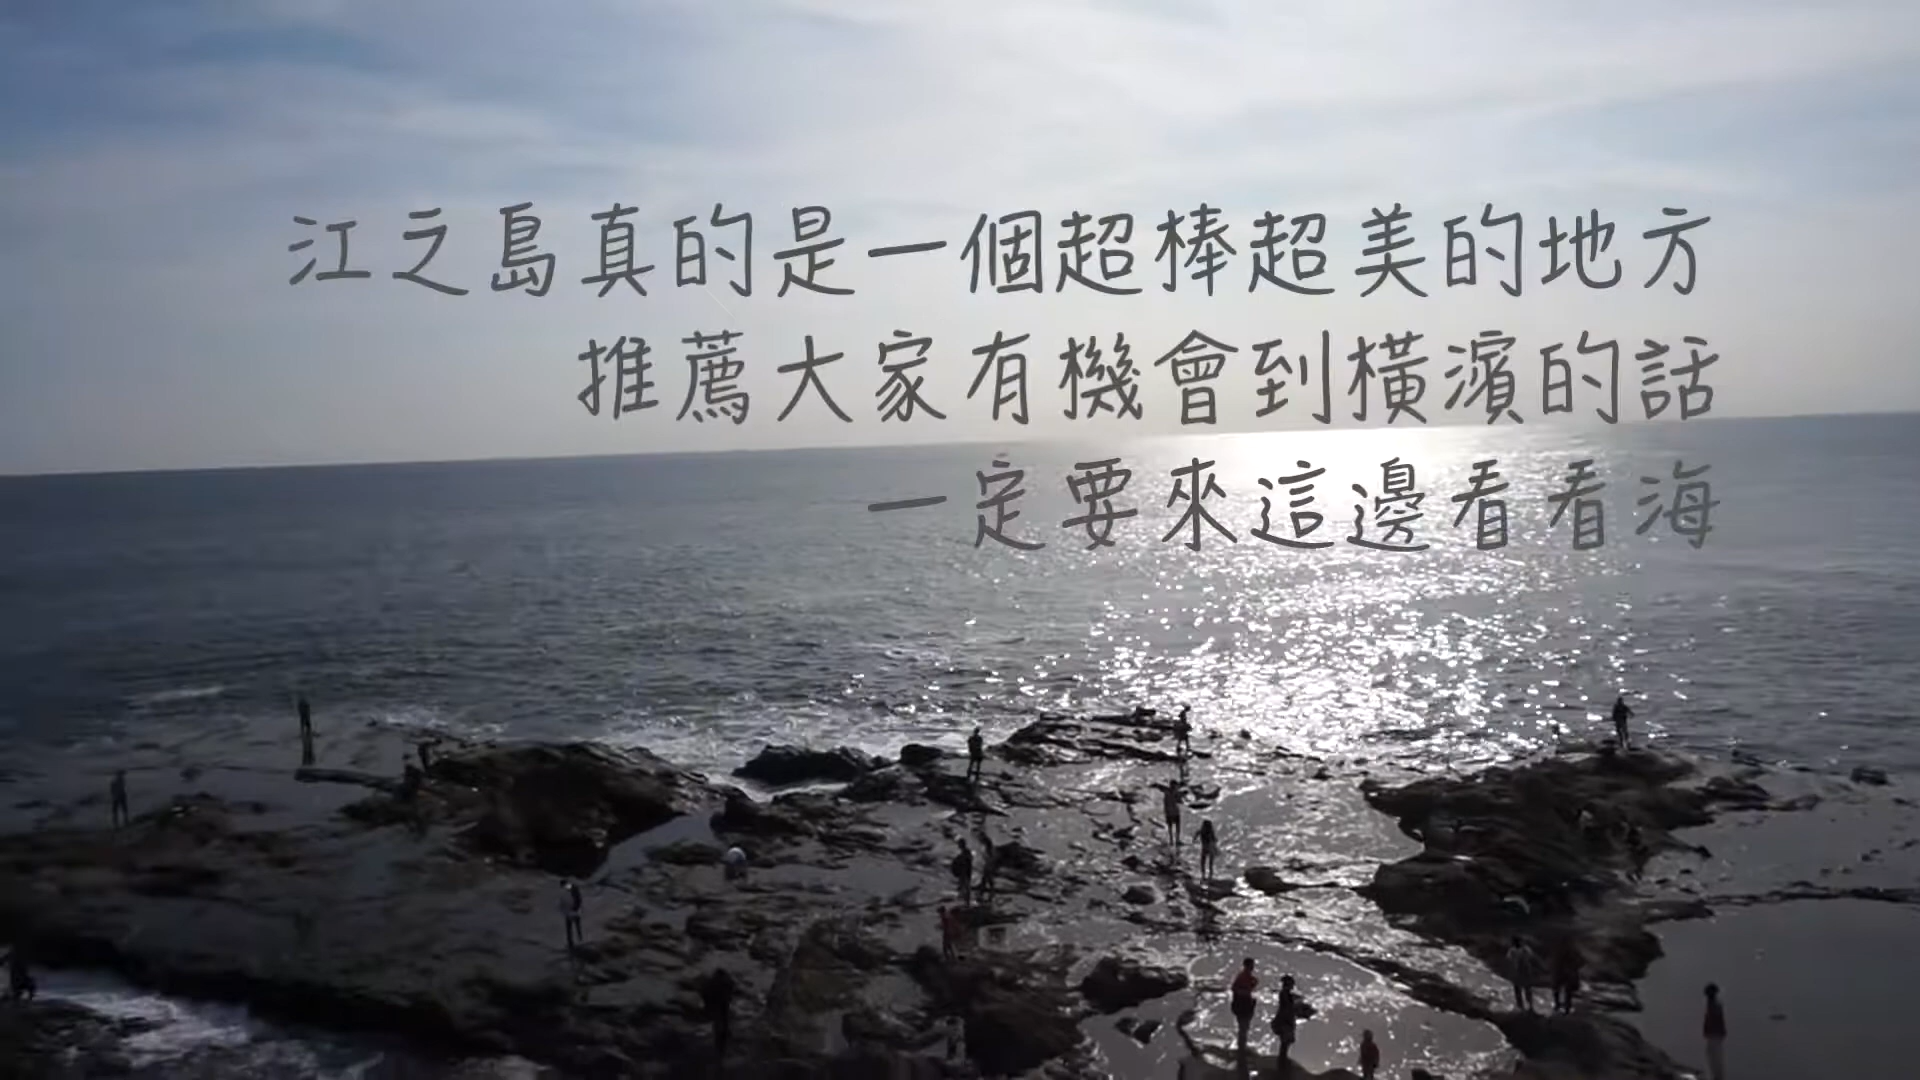 江之島真的是一個超棒超美的地方
推薦大家有機會到橫濱的話
一定要來這邊看看海